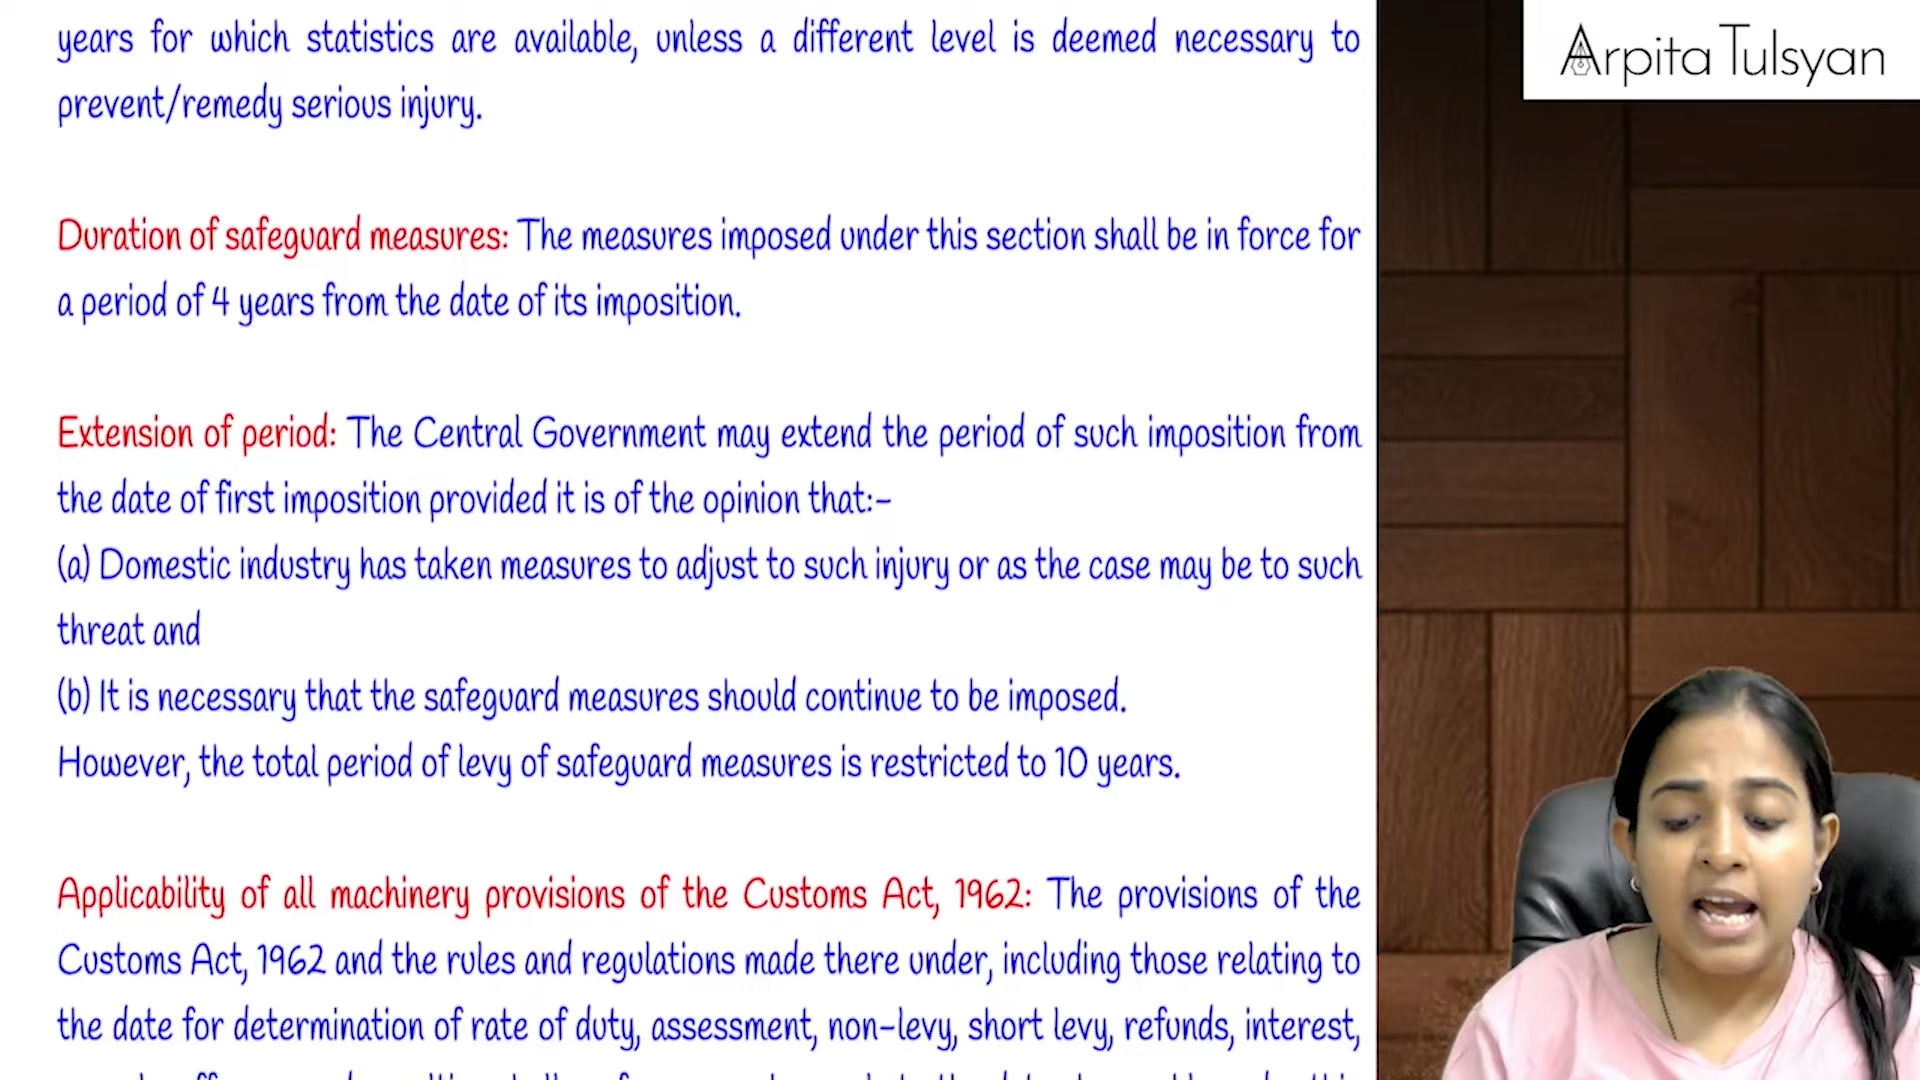 years for which statistics are available, unless a different level is deemed necessary to
prevent/remedy serious injury.
Duration of safeguard measures: The measures imposed under this section shall be in force for
a period of 4 years from the date of its imposition.
Extension of period: The Central Government may extend the period of such imposition from
the date of first imposition provided it is of the opinion that:-
(a) Domestic industry has taken measures to adjust to such injury or as the case may be to such
threat and
(b) It is necessary that the safeguard measures should continue to be imposed.
However, the total period of levy of safeguard measures is restricted to 10 years.
Applicability of all machinery provisions of the Customs Act, 1962: The provisions of the
Customs Act, 1962 and the rules and regulations made there under, including those relating to
the date for determination of rate of duty, assessment, non-levy, short levy, refunds, interest,
Arpita Tulsyan